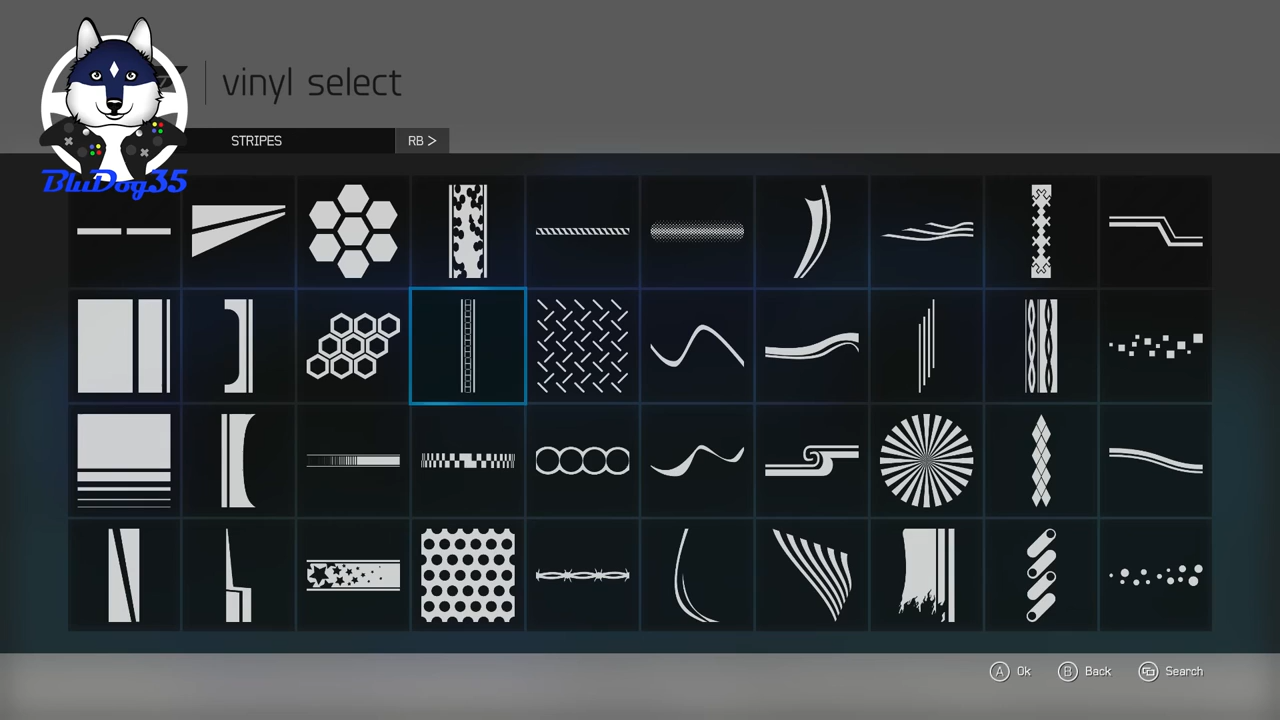 vinyl select
STRIPES
RB >
BluDog35
A Ok
B Back
Search